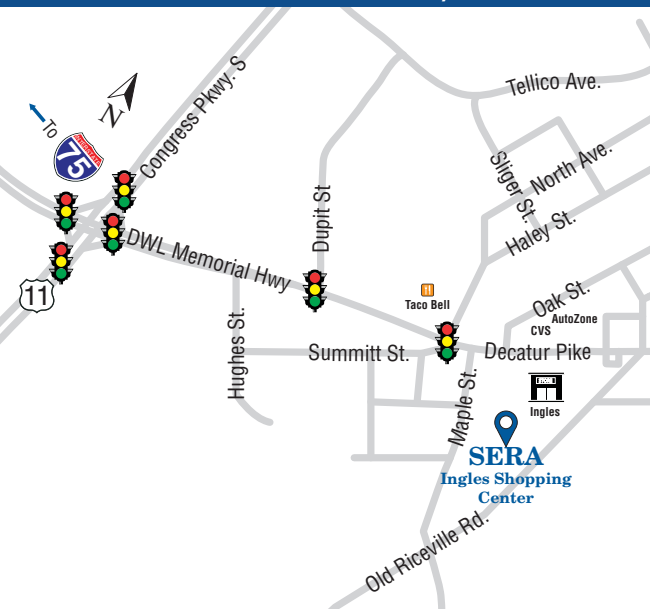 Tellico Ave.
Congress Pkwy. S
N
To
75
North Ave.
Sliger St.
Haley St.
Dupit St
DWL Memorial Hwy
11
Taco Bell
Oak St.
AutoZone
CVS
Hughes St.
Summitt St.
Decatur Pike
Maple St.
Ingles
SERA
Ingles Shopping
Center
Old Riceville Rd.